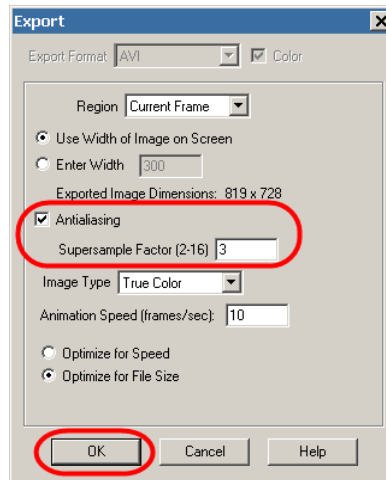 Export
Export Format AVI Color
Region Current Frame
Use Width of Image on Screen
Enter Width 300
Exported Image Dimensions: 819 x 728
Antialiasing
Supersample Factor (2-16) 3
Image Type True Color
Animation Speed (frames/sec): 10
Optimize for Speed
Optimize for File Size
OK Cancel Help